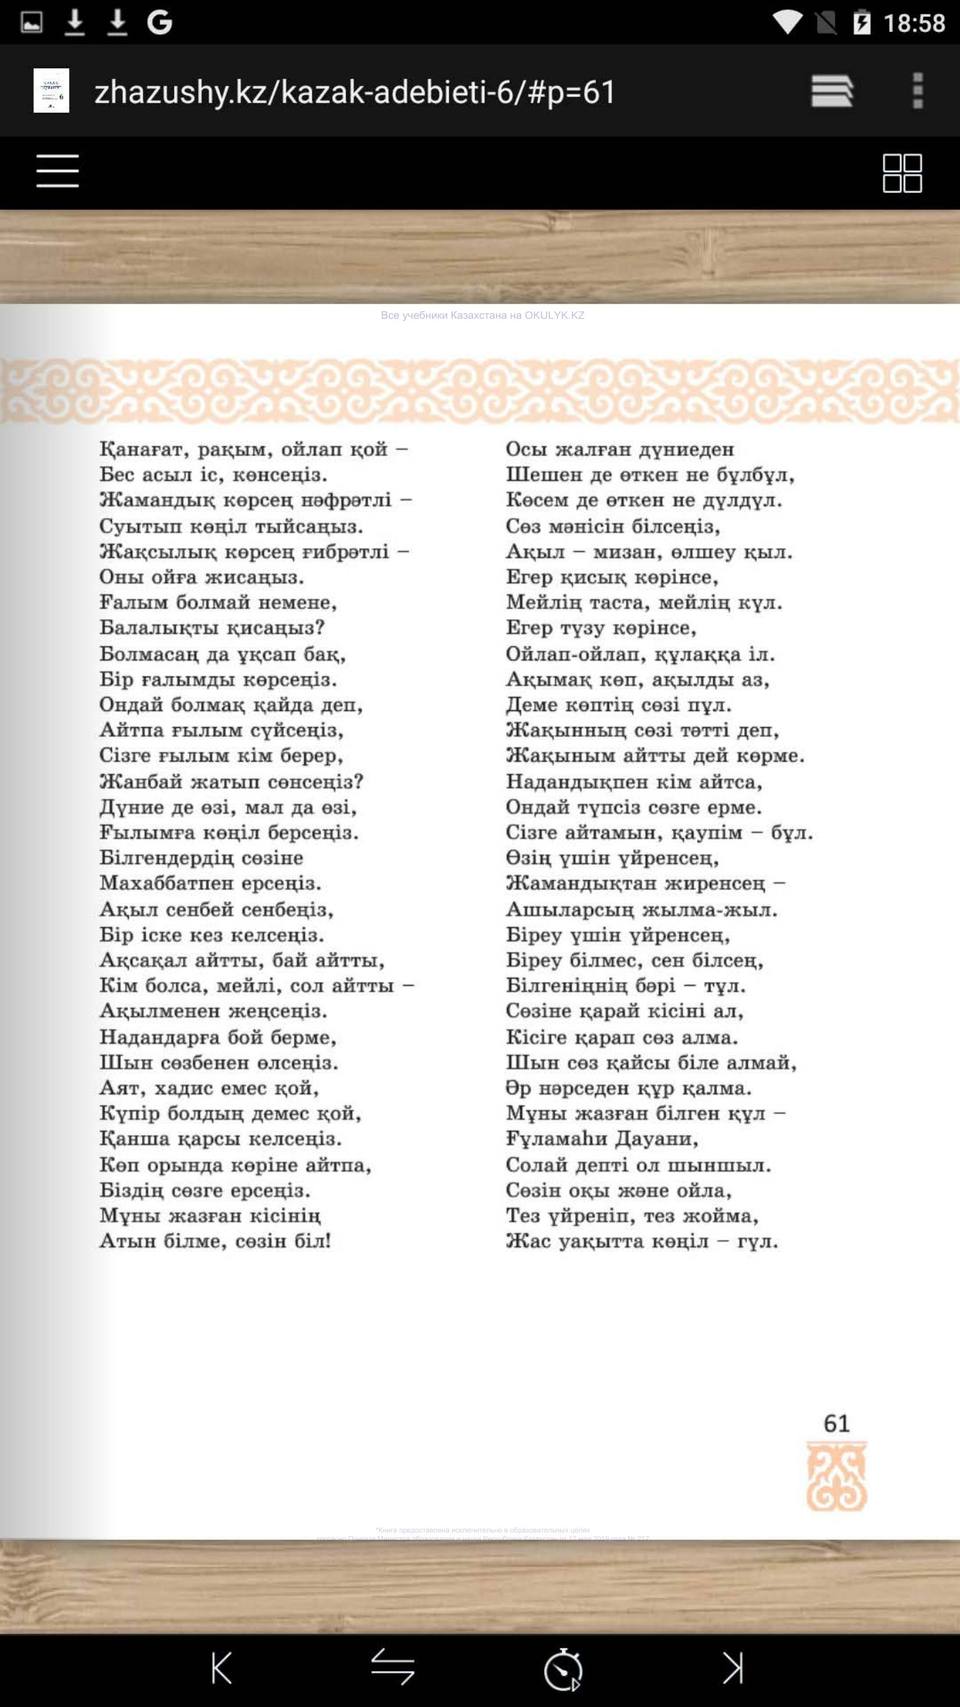 18:58
zhazushy.kz/kazak-adebieti-6/#p=61
Все учебники Казахстана на OKULYK.KZ
Қанағат, рақым, ойлап қой –
Бес асыл іс, көнсеңіз.
Жамандық көрсең нәфрәтлі –
Суытып көңіл тыйсаңыз.
Жақсылық көрсең ғибрәтлі –
Оны ойға жисаңыз.
Ғалым болмай немене,
Балалықты қисаңыз?
Болмасаң да ұқсап бақ,
Бір ғалымды көрсеңіз.
Ондай болмақ қайда деп,
Айтпа ғылым сүйсеңіз,
Сізге ғылым кім берер,
Жанбай жатып сөнсеңіз?
Дүние де өзі, мал да өзі,
Ғылымға көңіл берсеңіз.
Білгендердің сөзіне
Махаббатпен ерсеңіз.
Ақыл сенбей сенбеңіз,
Бір іске кез келсеңіз.
Ақсақал айтты, бай айтты,
Кім болса, мейлі, сол айтты –
Ақылменен жеңсеңіз.
Надандарға бой берме,
Шын сөзбенен өлсеңіз.
Аят, хадис емес қой,
Күпір болдың демес қой,
Қанша қарсы келсеңіз.
Көп орында көріне айтпа,
Біздің сөзге ерсеңіз.
Мұны жазған кісінің
Атын білме, сөзін біл!
Осы жалған дүниеден
Шешен де өткен не бұлбұл,
Көсем де өткен не дүлдүл.
Сөз мәнісін білсеңіз,
Ақыл – мизан, өлшеу қыл.
Егер қисық көрінсе,
Мейлің таста, мейлің күл.
Егер түзу көрінсе,
Ойлап-ойлап, құлаққа іл.
Ақымақ көп, ақылды аз,
Деме көптің сөзі пұл.
Жақынның сөзі тәтті деп,
Жақыным айтты дей көрме.
Надандықпен кім айтса,
Ондай түпсіз сөзге ерме.
Сізге айтамын, қаупім – бұл.
Өзің үшін үйренсең,
Жамандықтан жиренсең –
Ашыларсың жылма-жыл.
Біреу үшін үйренсең,
Біреу білмес, сен білсең,
Білгеніңнің бәрі – тұл.
Сөзіне қарай кісіні ал,
Кісіге қарап сөз алма.
Шын сөз қайсы біле алмай,
Әр нәрседен құр қалма.
Мұны жазған білген құл –
Ғұламаһи Дауани,
Солай депті ол шыншыл.
Сөзін оқы және ойла,
Тез үйреніп, тез жойма,
Жас уақытта көңіл – гүл.
61
*Книга предоставлена исключительно в образовательных целях